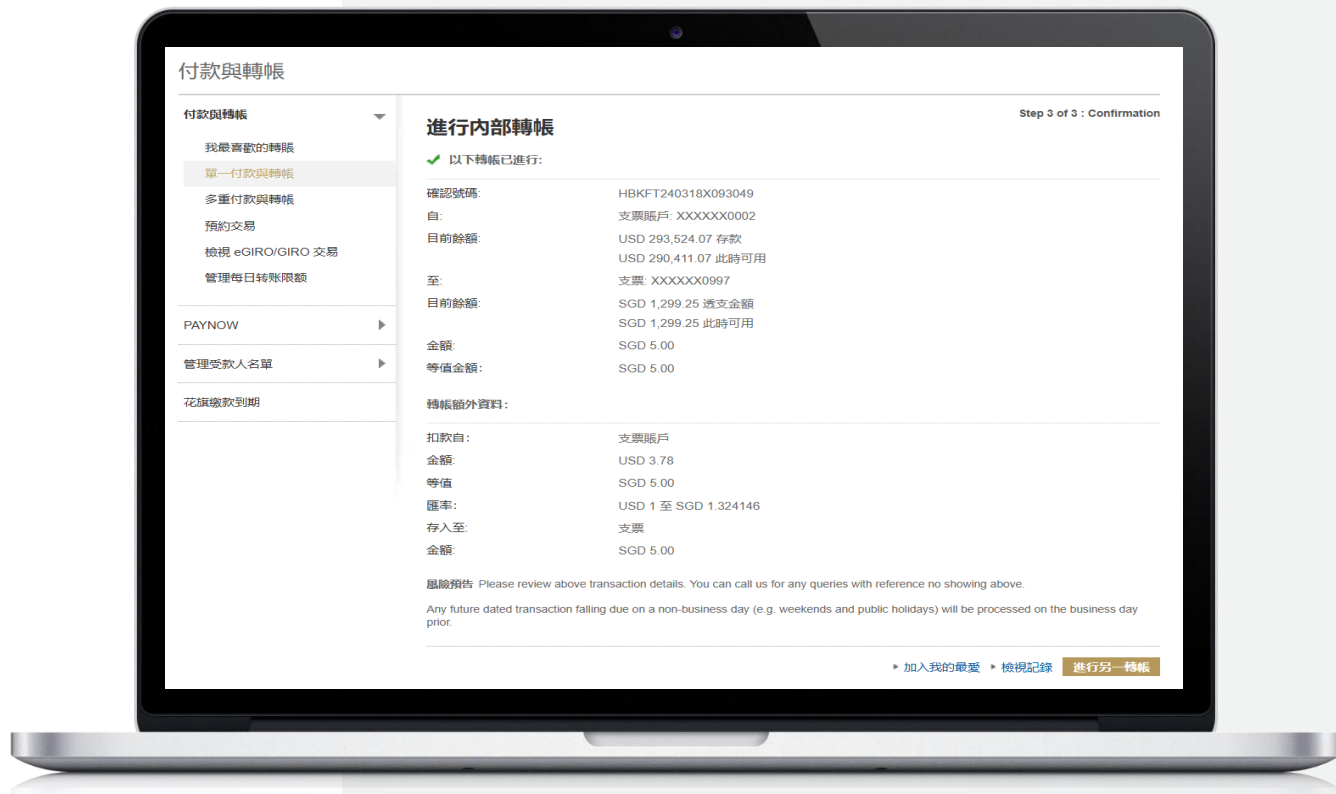 付款與轉帳
付款與轉帳
我最喜歡的轉賬
單一付款與轉帳
多重付款與轉帳
預約交易
檢視 eGIRO/GIRO 交易
管理每日转账限额
PAYNOW
管理受款人名單
花旗繳款到期
Step 3 of 3 : Confirmation
進行内部轉帳
以下轉帳已進行:
確認號碼: HBKFT240318X093049
自: 支票賬戶: XXXXXX0002
目前餘額: USD 293,524.07 存款
USD 290,411.07 此時可用
至: 支票: XXXXXX0997
目前餘額: SGD 1,299.25 透支金額
SGD 1,299.25 此時可用
金額: SGD 5.00
等值金額: SGD 5.00
轉帳額外資料:
扣款自: 支票賬戶
金額: USD 3.78
等值 SGD 5.00
匯率: USD 1 至 SGD 1.324146
存入至: 支票
金額: SGD 5.00
風險預告 Please review above transaction details. You can call us for any queries with reference no showing above.
Any future dated transaction falling due on a non-business day (e.g. weekends and public holidays) will be processed on the business day
prior.
加入我的最愛 檢視記錄 進行另一轉帳